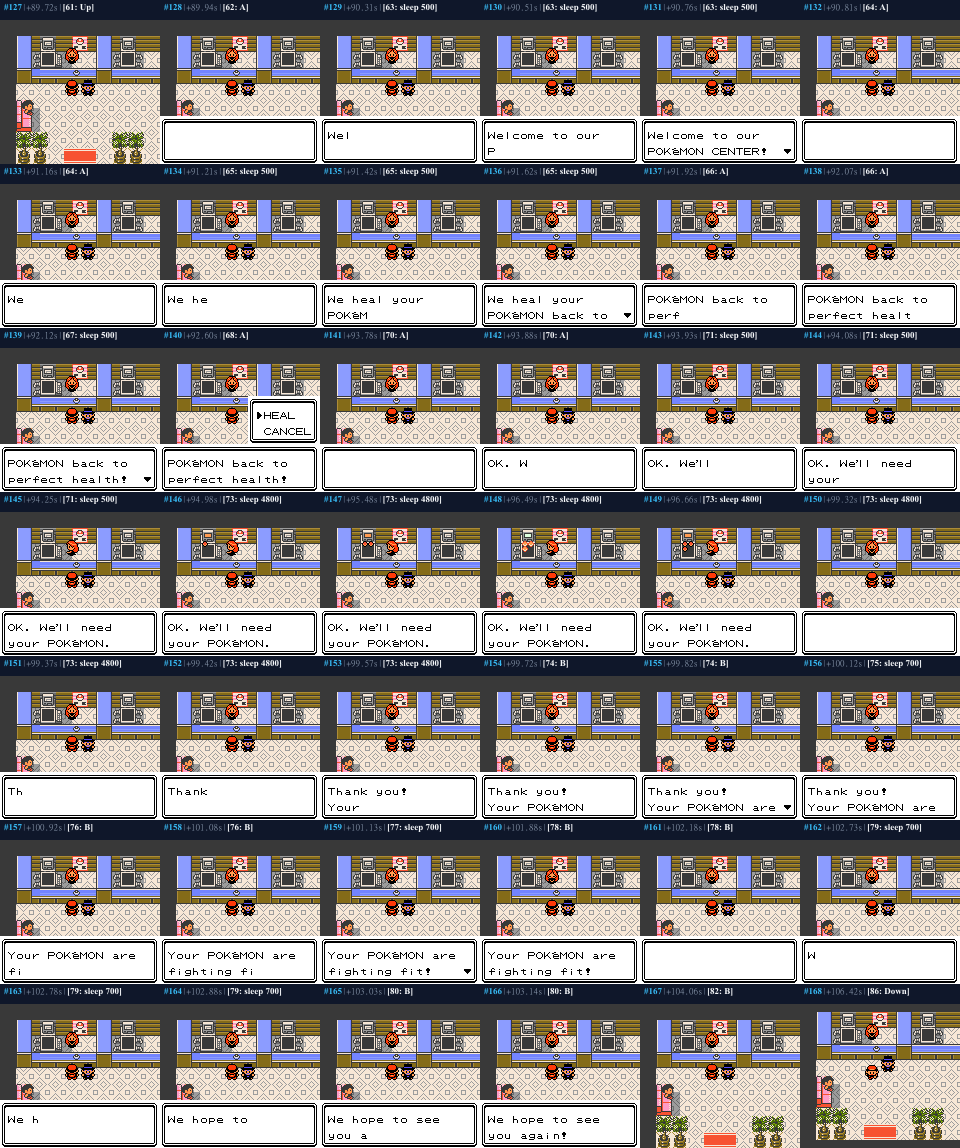 #127|+89.72s|[61: Up]
#128|+89.94s|[62: A]
#129|+90.31s|[63: sleep 500]
#130|+90.51s|[63: sleep 500]
#131|+90.76s|[63: sleep 500]
#132|+90.81s|[64: A]
Wel
Welcome to our
P
Welcome to our
POKéMON CENTER!
#133|+91.16s|[64: A]
#134|+91.21s|[65: sleep 500]
#135|+91.42s|[65: sleep 500]
#136|+91.62s|[65: sleep 500]
#137|+91.92s|[66: A]
#138|+92.07s|[66: A]
We
We he
We heal your
POKéM
We heal your
POKéMON back to
POKéMON back to
perf
POKéMON back to
perfect healt
#139|+92.12s|[67: sleep 500]
#140|+92.60s|[68: A]
#141|+93.78s|[70: A]
#142|+93.88s|[70: A]
#143|+93.93s|[71: sleep 500]
#144|+94.08s|[71: sleep 500]
POKéMON back to
perfect health!
HEAL
CANCEL
POKéMON back to
perfect health!
OK. W
OK. We'll
OK. We'll need
your
#145|+94.25s|[71: sleep 500]
#146|+94.98s|[73: sleep 4800]
#147|+95.48s|[73: sleep 4800]
#148|+96.49s|[73: sleep 4800]
#149|+96.66s|[73: sleep 4800]
#150|+99.32s|[73: sleep 4800]
OK. We'll need
your POKéMON.
OK. We'll need
your POKéMON.
OK. We'll need
your POKéMON.
OK. We'll need
your POKéMON.
OK. We'll need
your POKéMON.
#151|+99.37s|[73: sleep 4800]
#152|+99.42s|[73: sleep 4800]
#153|+99.57s|[73: sleep 4800]
#154|+99.72s|[74: B]
#155|+99.82s|[74: B]
#156|+100.12s|[75: sleep 700]
Th
Thank
Thank you!
Your
Thank you!
Your POKéMON
Thank you!
Your POKéMON are
Thank you!
Your POKéMON are
#157|+100.92s|[76: B]
#158|+101.08s|[76: B]
#159|+101.13s|[77: sleep 700]
#160|+101.88s|[78: B]
#161|+102.18s|[78: B]
#162|+102.73s|[79: sleep 700]
Your POKéMON are
fi
Your POKéMON are
fighting fi
Your POKéMON are
fighting fit!
Your POKéMON are
fighting fit!
W
#163|+102.78s|[79: sleep 700]
#164|+102.88s|[79: sleep 700]
#165|+103.03s|[80: B]
#166|+103.14s|[80: B]
#167|+104.06s|[82: B]
#168|+106.42s|[86: Down]
We h
We hope to
We hope to see
you a
We hope to see
you again!